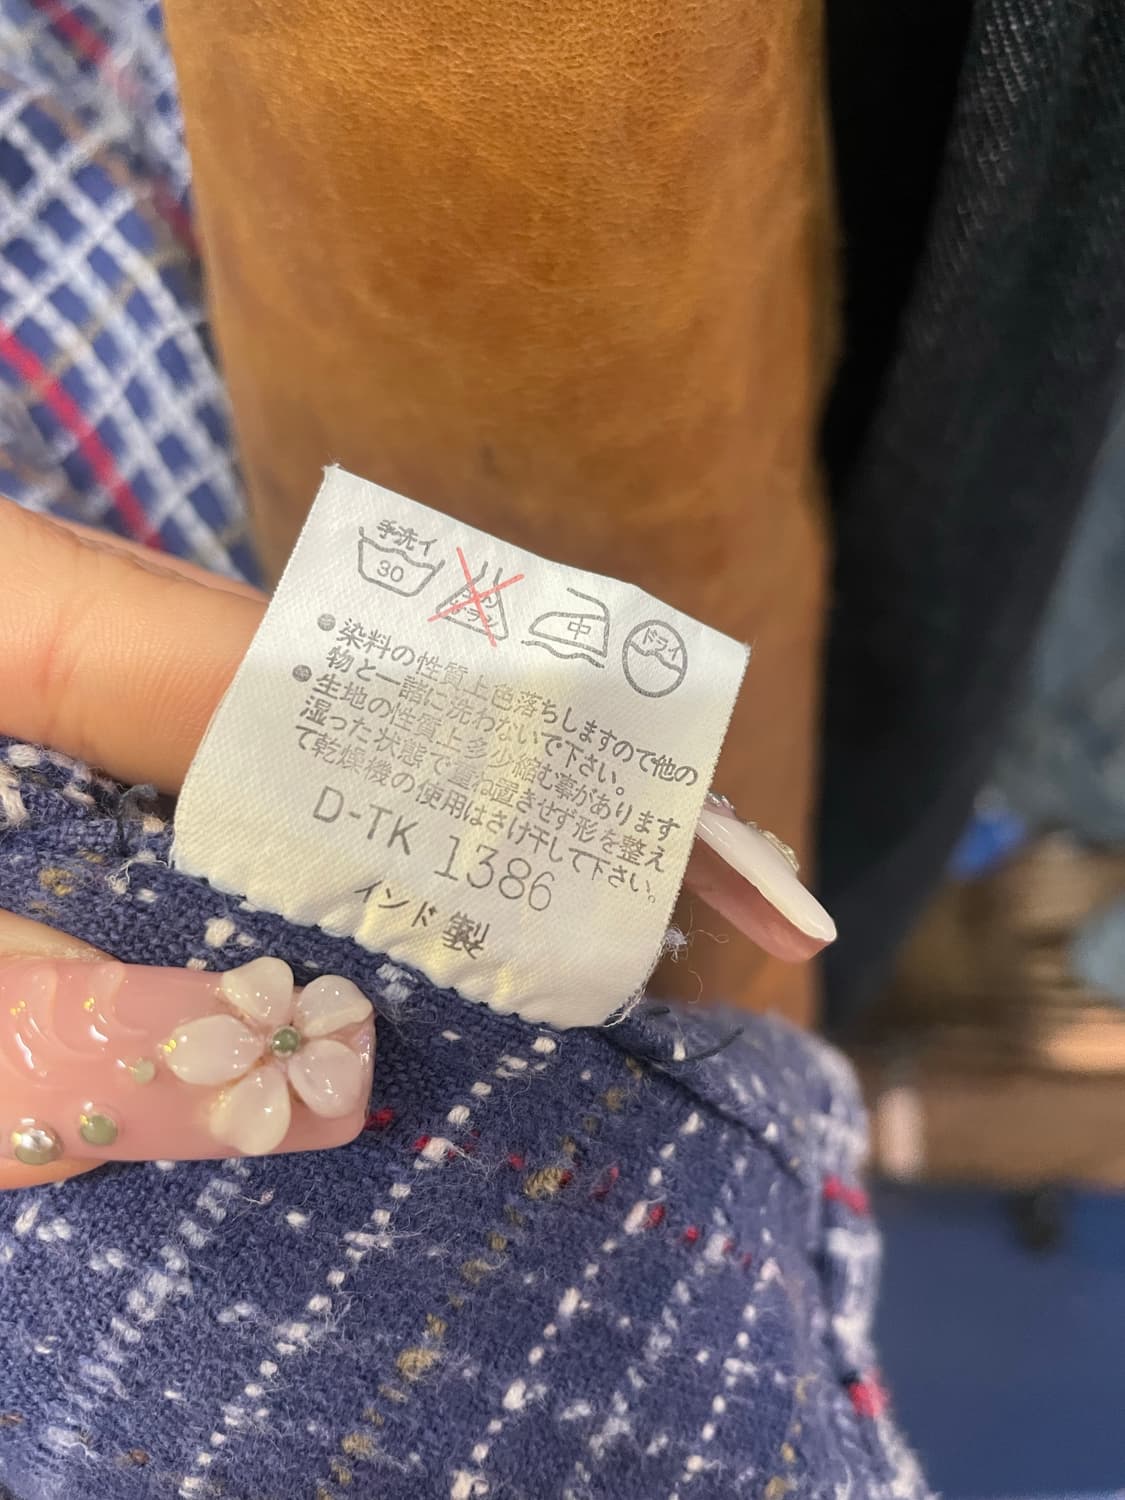 手洗イ
30
中
ドライ
●染料の性質上色落ちしますので他の
物と一諸に洗わないで下さい。
●生地の性質上多少縮む事があります
湿った状態で重ね置きせず形を整え
て乾燥機の使用はさけ干して下さい。
D-TK 1386
インド製